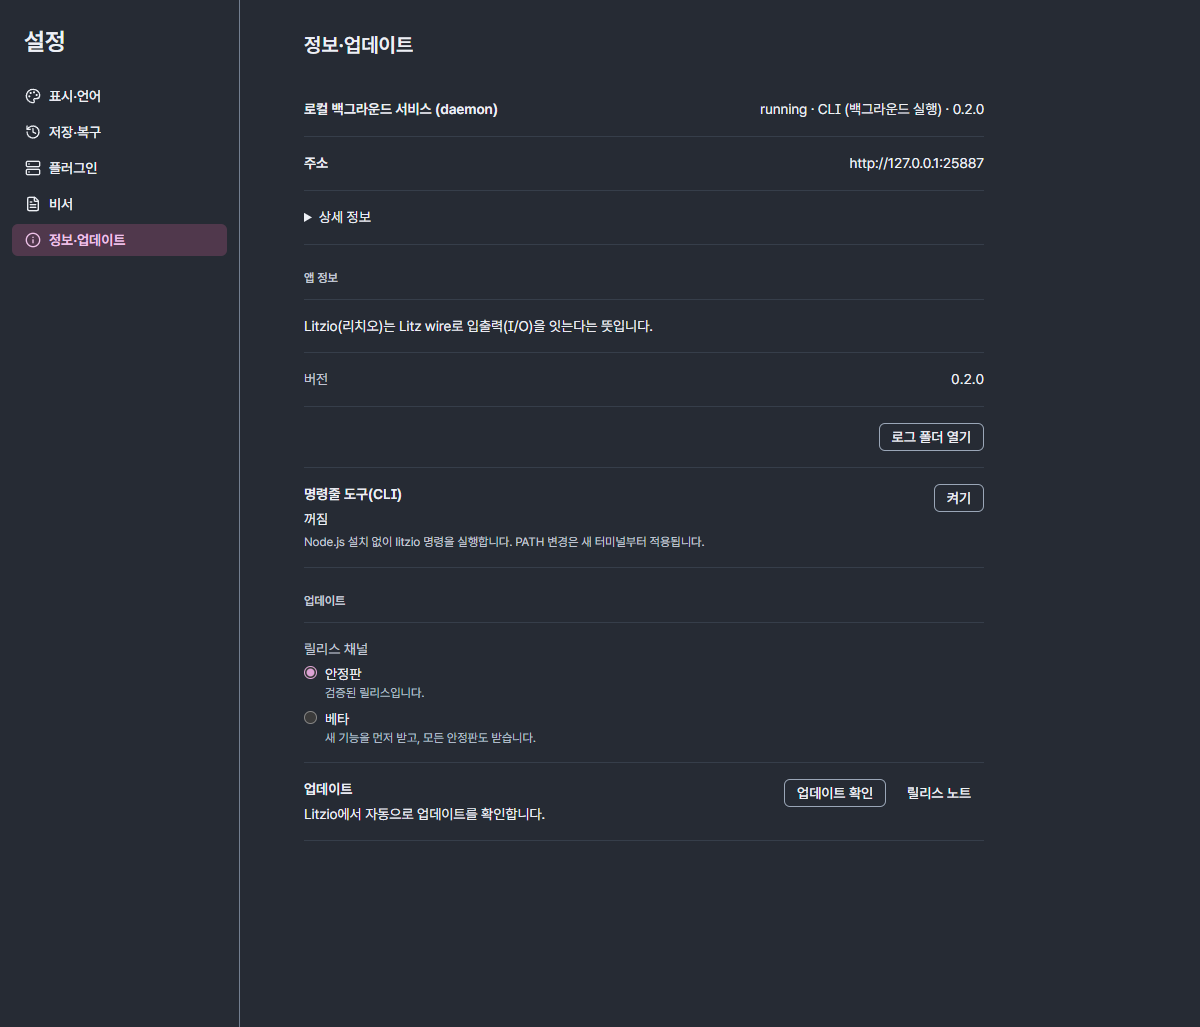 설정
표시·언어
저장·복구
플러그인
비서
정보·업데이트
정보·업데이트
로컬 백그라운드 서비스 (daemon)
running · CLI (백그라운드 실행) · 0.2.0
주소
http://127.0.0.1:25887
▶ 상세 정보
앱 정보
Litzio(리치오)는 Litz wire로 입출력(I/O)을 잇는다는 뜻입니다.
버전
0.2.0
로그 폴더 열기
명령줄 도구(CLI)
켜기
꺼짐
Node.js 설치 없이 litzio 명령을 실행합니다. PATH 변경은 새 터미널부터 적용됩니다.
업데이트
릴리스 채널
안정판
검증된 릴리스입니다.
베타
새 기능을 먼저 받고, 모든 안정판도 받습니다.
업데이트
업데이트 확인
릴리스 노트
Litzio에서 자동으로 업데이트를 확인합니다.